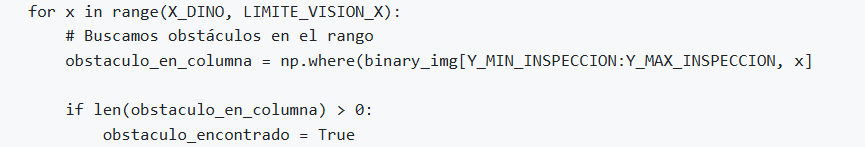 for x in range(X_DINO, LIMITE_VISION_X):
# Buscamos obstáculos en el rango
obstaculo_en_columna = np.where(binary_img[Y_MIN_INSPECCION:Y_MAX_INSPECCION, x]
if len(obstaculo_en_columna) > 0:
obstaculo_encontrado = True